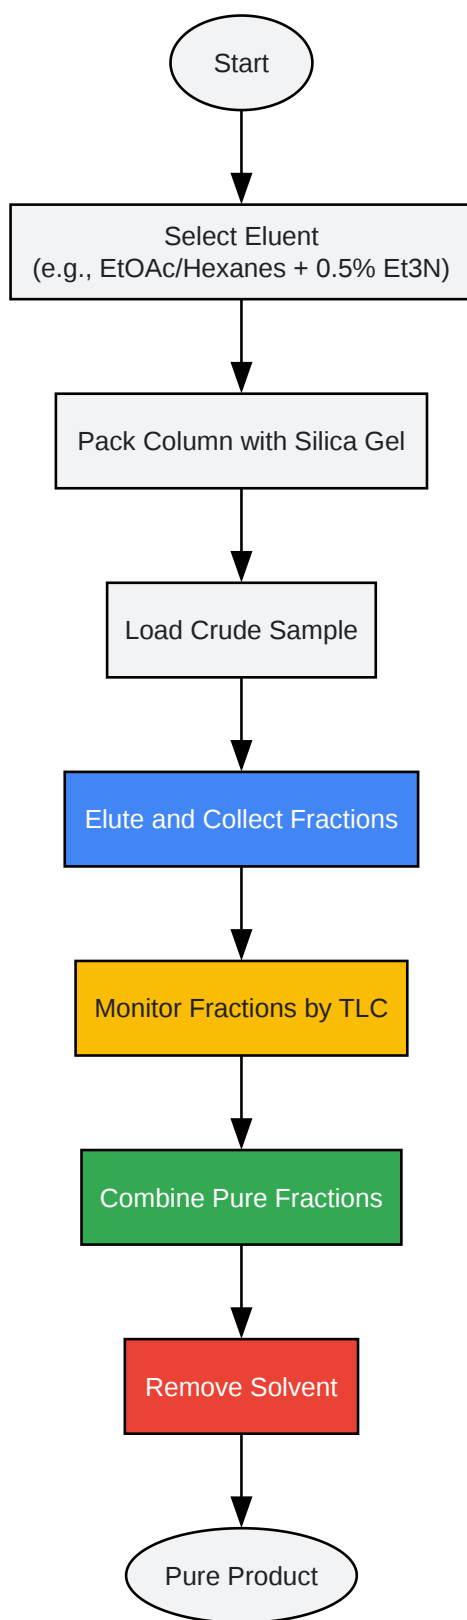 Start
Select Eluent
(e.g., EtOAc/Hexanes + 0.5% Et3N)
Pack Column with Silica Gel
Load Crude Sample
Elute and Collect Fractions
Monitor Fractions by TLC
Combine Pure Fractions
Remove Solvent
Pure Product